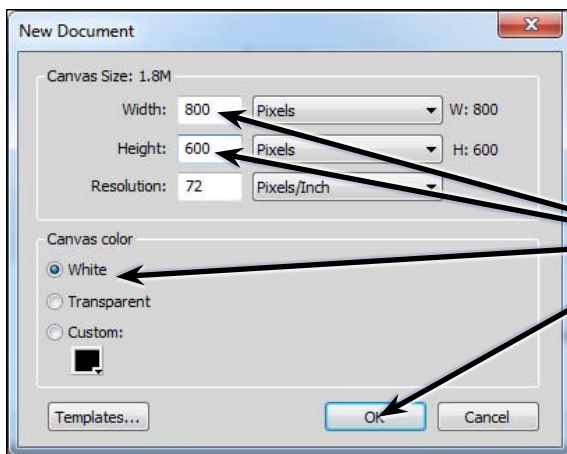 New Document
Canvas Size: 1.8M
Width: 800 Pixels W: 800
Height: 600 Pixels H: 600
Resolution: 72 Pixels/Inch
Canvas color
White
Transparent
Custom:
Templates... OK Cancel